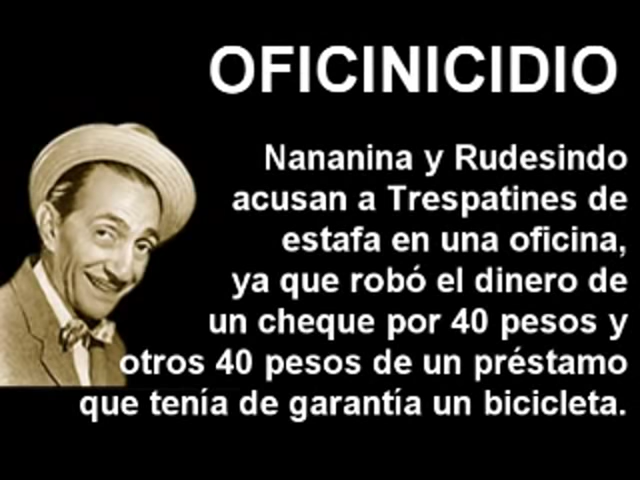 OFICINICIDIO
Nananina y Rudesindo
acusan a Trespatines de
estafa en una oficina,
ya que robó el dinero de
un cheque por 40 pesos y
otros 40 pesos de un préstamo
que tenía de garantía un bicicleta.